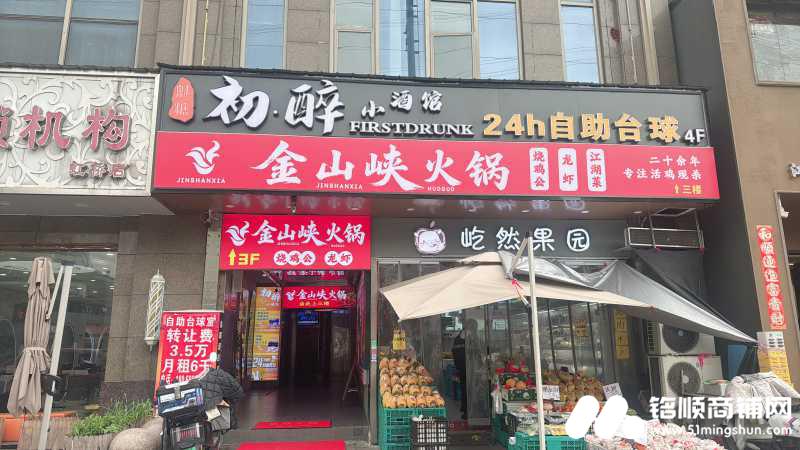 初·醉
小酒馆
FIRSTDRUNK
24h自助台球
4F
JINSHANXIA
金山峡火锅
JINSHANXIA
HUOGUO
烧鸡公
龙虾
江湖菜
二十余年
专注活鸡现杀
↑三楼
机构
金山峡火锅
↑3F
烧鸡公
龙虾
屹然果园
金山峡火锅
初·醉
自助台球室
转让费
3.5万
月租6千
铭顺商铺网
www.51mingshun.com